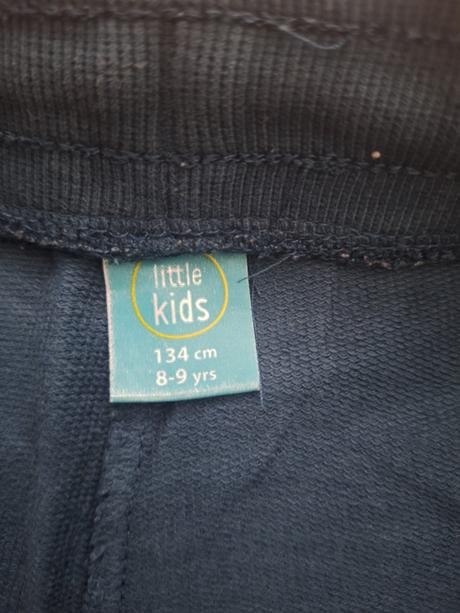 little
kids
134 cm
8-9 yrs